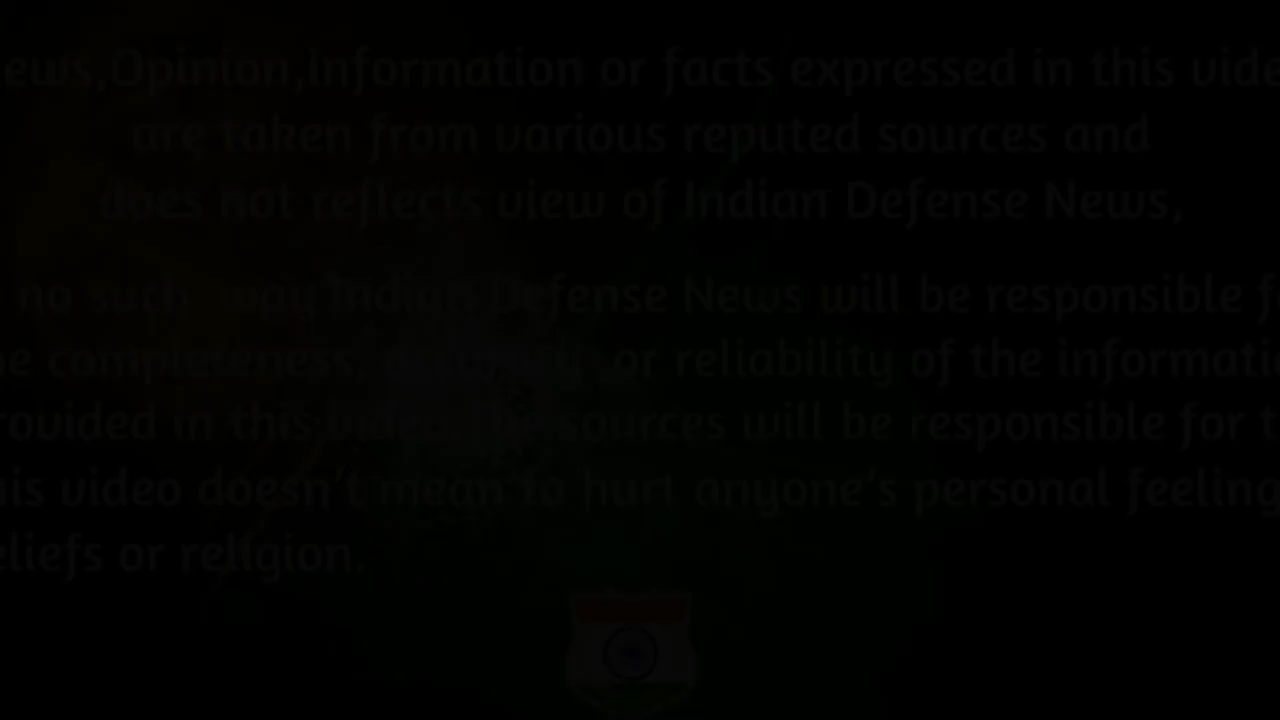 ews,Opinion,Information or facts expressed in this vide
are taken from various reputed sources and
does not reflects view of Indian Defense News,
no such way Indian Defense News will be responsible f
e completeness, or reliability of the informati
rovided in this video. sources will be responsible for t
is video doesn't mean to hurt anyone's personal feeling
eliefs or religion.